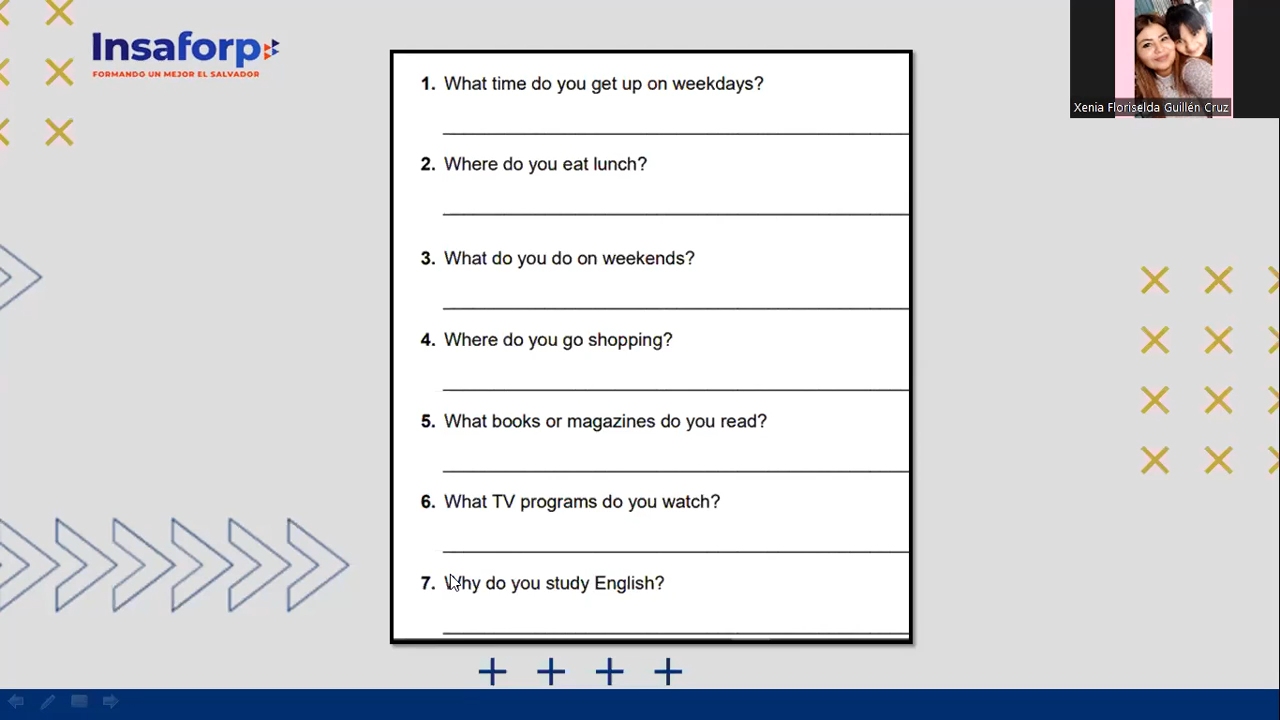 Insaforp
FORMANDO UN MEJOR EL SALVADOR
Xenia Floriselda Guillén Cruz
1. What time do you get up on weekdays?
2. Where do you eat lunch?
3. What do you do on weekends?
4. Where do you go shopping?
5. What books or magazines do you read?
6. What TV programs do you watch?
7. Why do you study English?